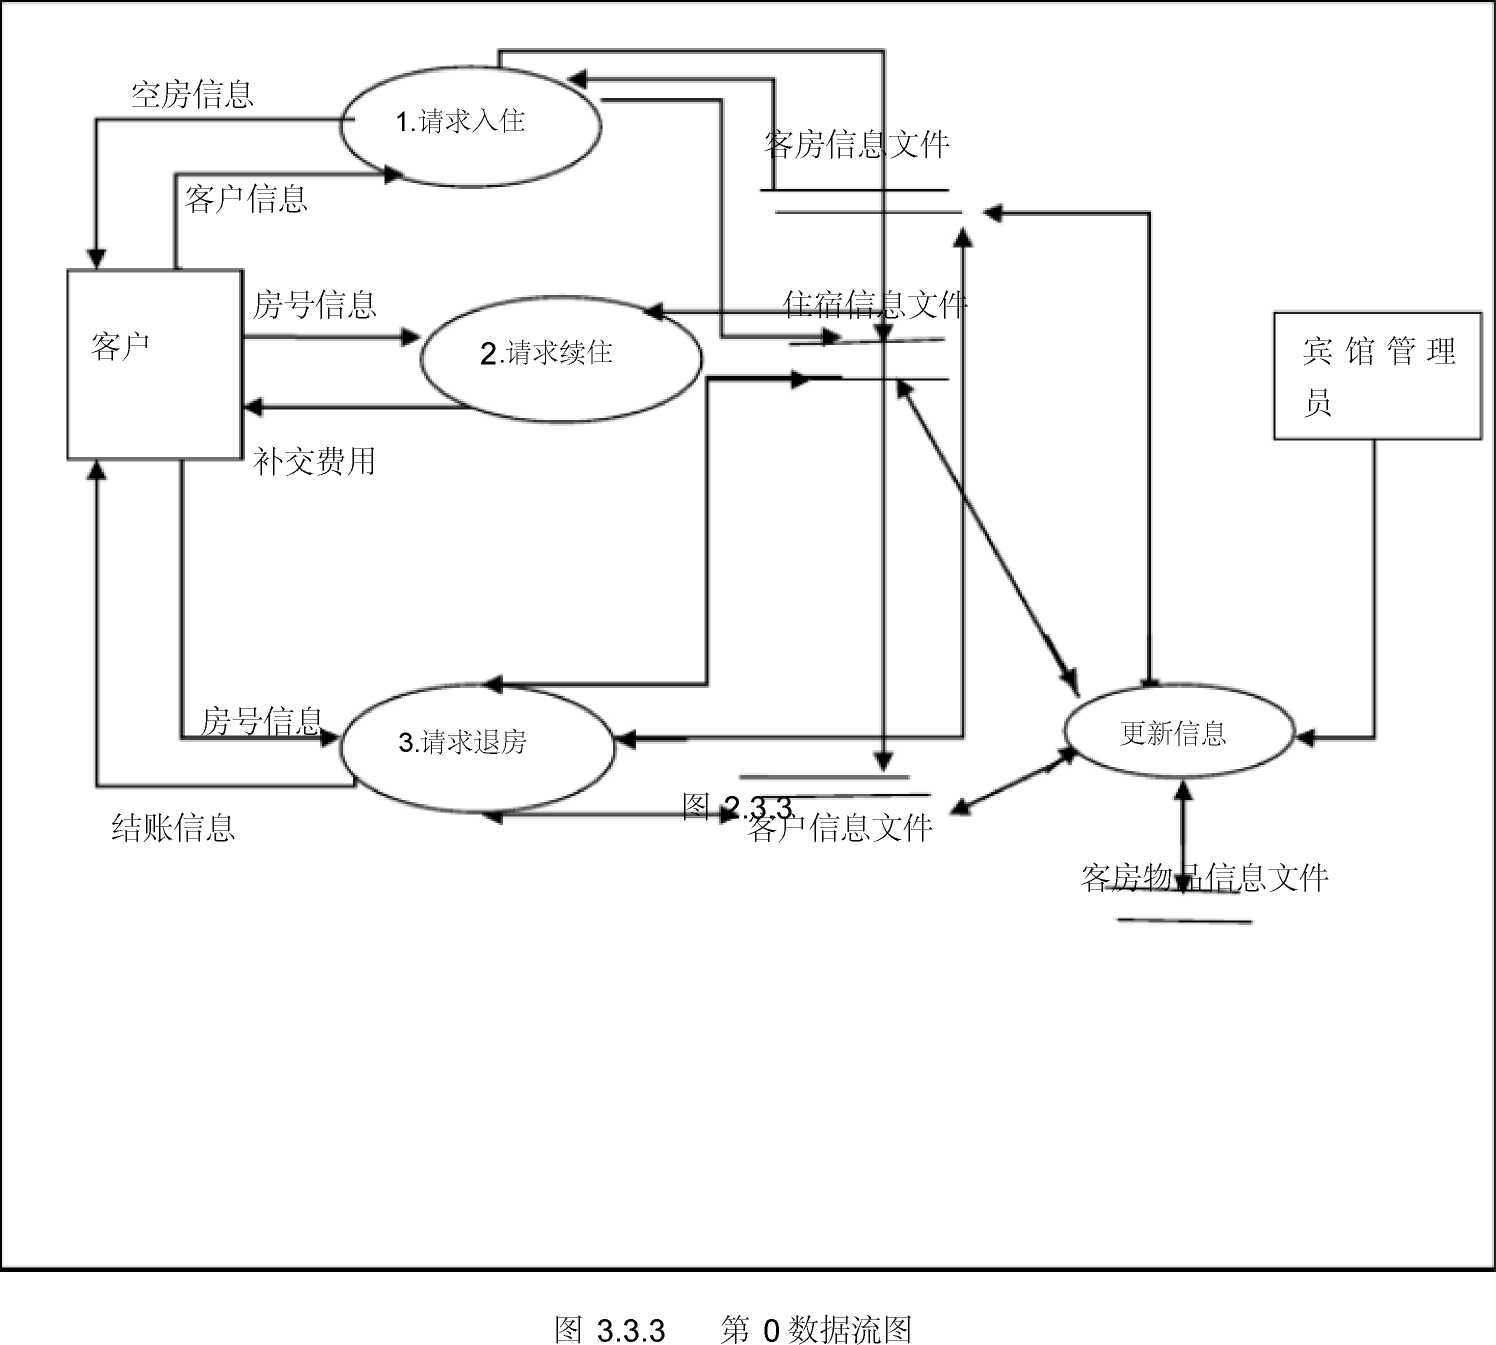 空房信息
1.请求入住
客房信息文件
客户信息
房号信息
住宿信息文件
客户
2.请求续住
宾馆管理
员
补交费用
房号信息
3.请求退房
更新信息
图 2.3.3
结账信息
客户信息文件
客房物品信息文件
图 3.3.3 第 0数据流图